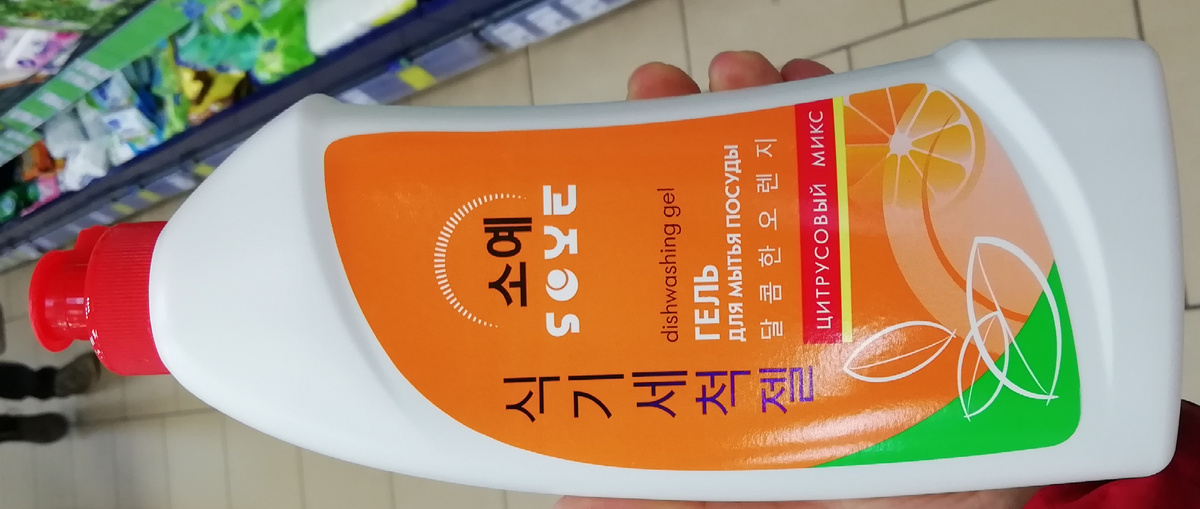 소예
SOYE
식기세척젤
dishwashing gel
ГЕЛЬ
ДЛЯ МЫТЬЯ ПОСУДЫ
달콤한오렌지
ЦИТРУСОВЫЙ МИКС